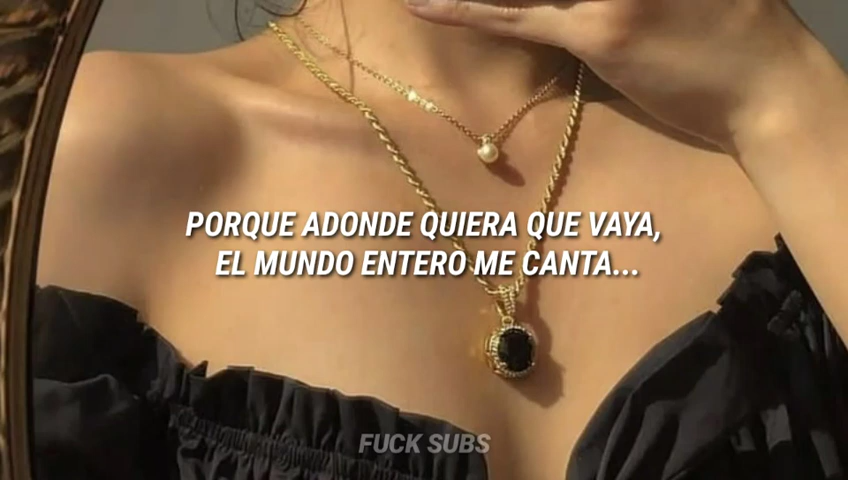 PORQUE ADONDE QUIERA QUE VAYA,
EL MUNDO ENTERO ME CANTA...
FUCK SUBS